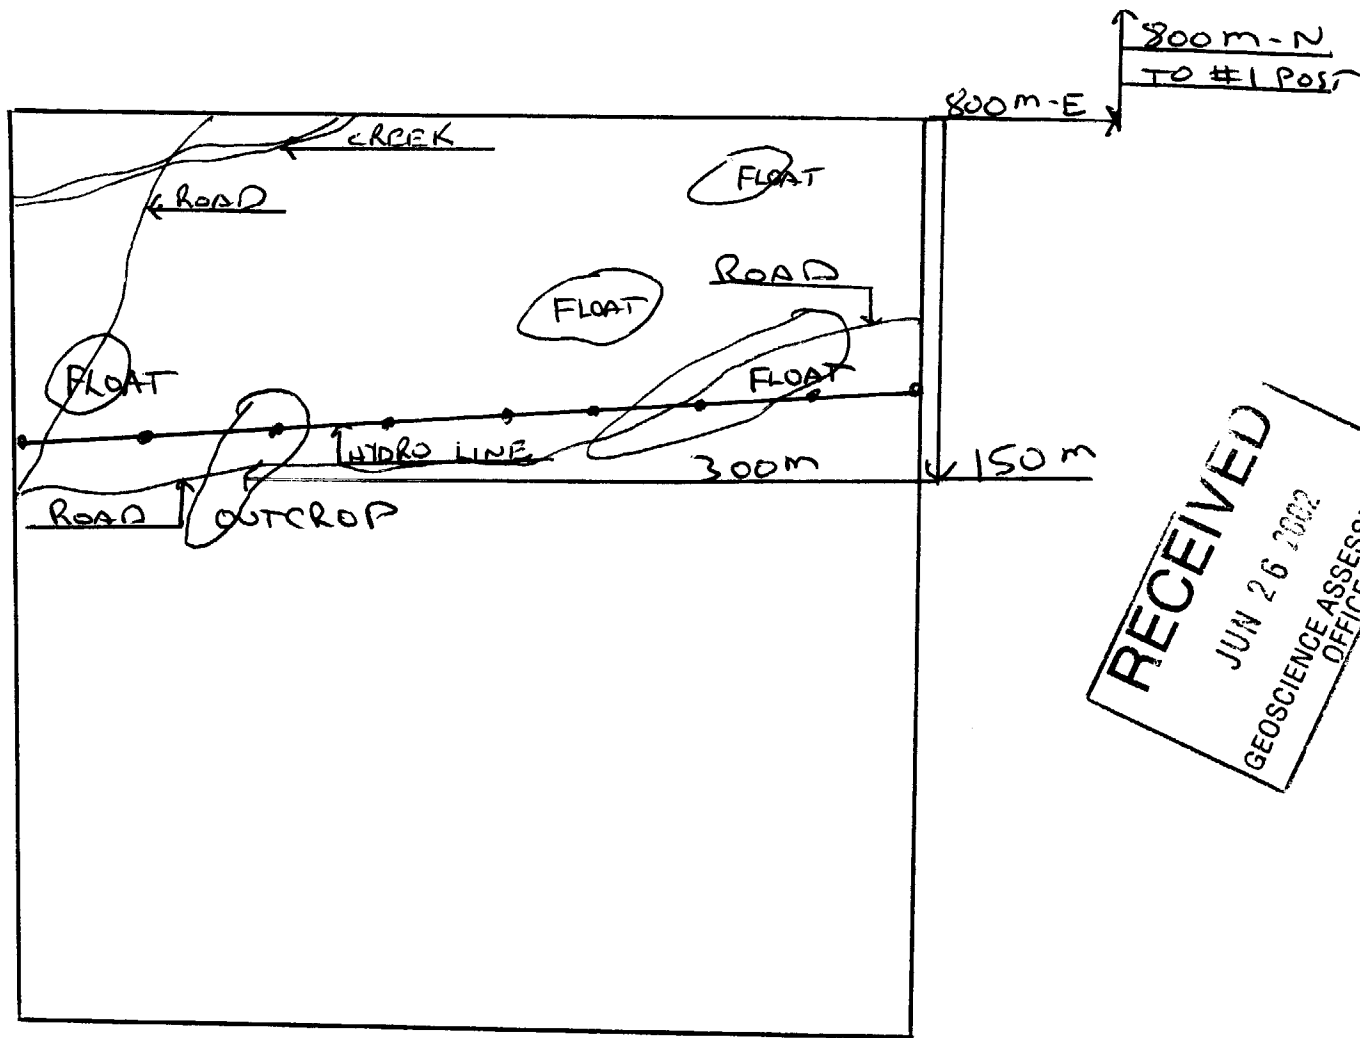 800m-N
TO #1 POST
800m-E
CREEK
FLOAT
ROAD
ROAD
FLOAT
FLOAT
FLOAT
HYDRO LINE
300m
150m
ROAD
OUTCROP
RECEIVED
JUN 26 2002
GEOSCIENCE
OFFICE